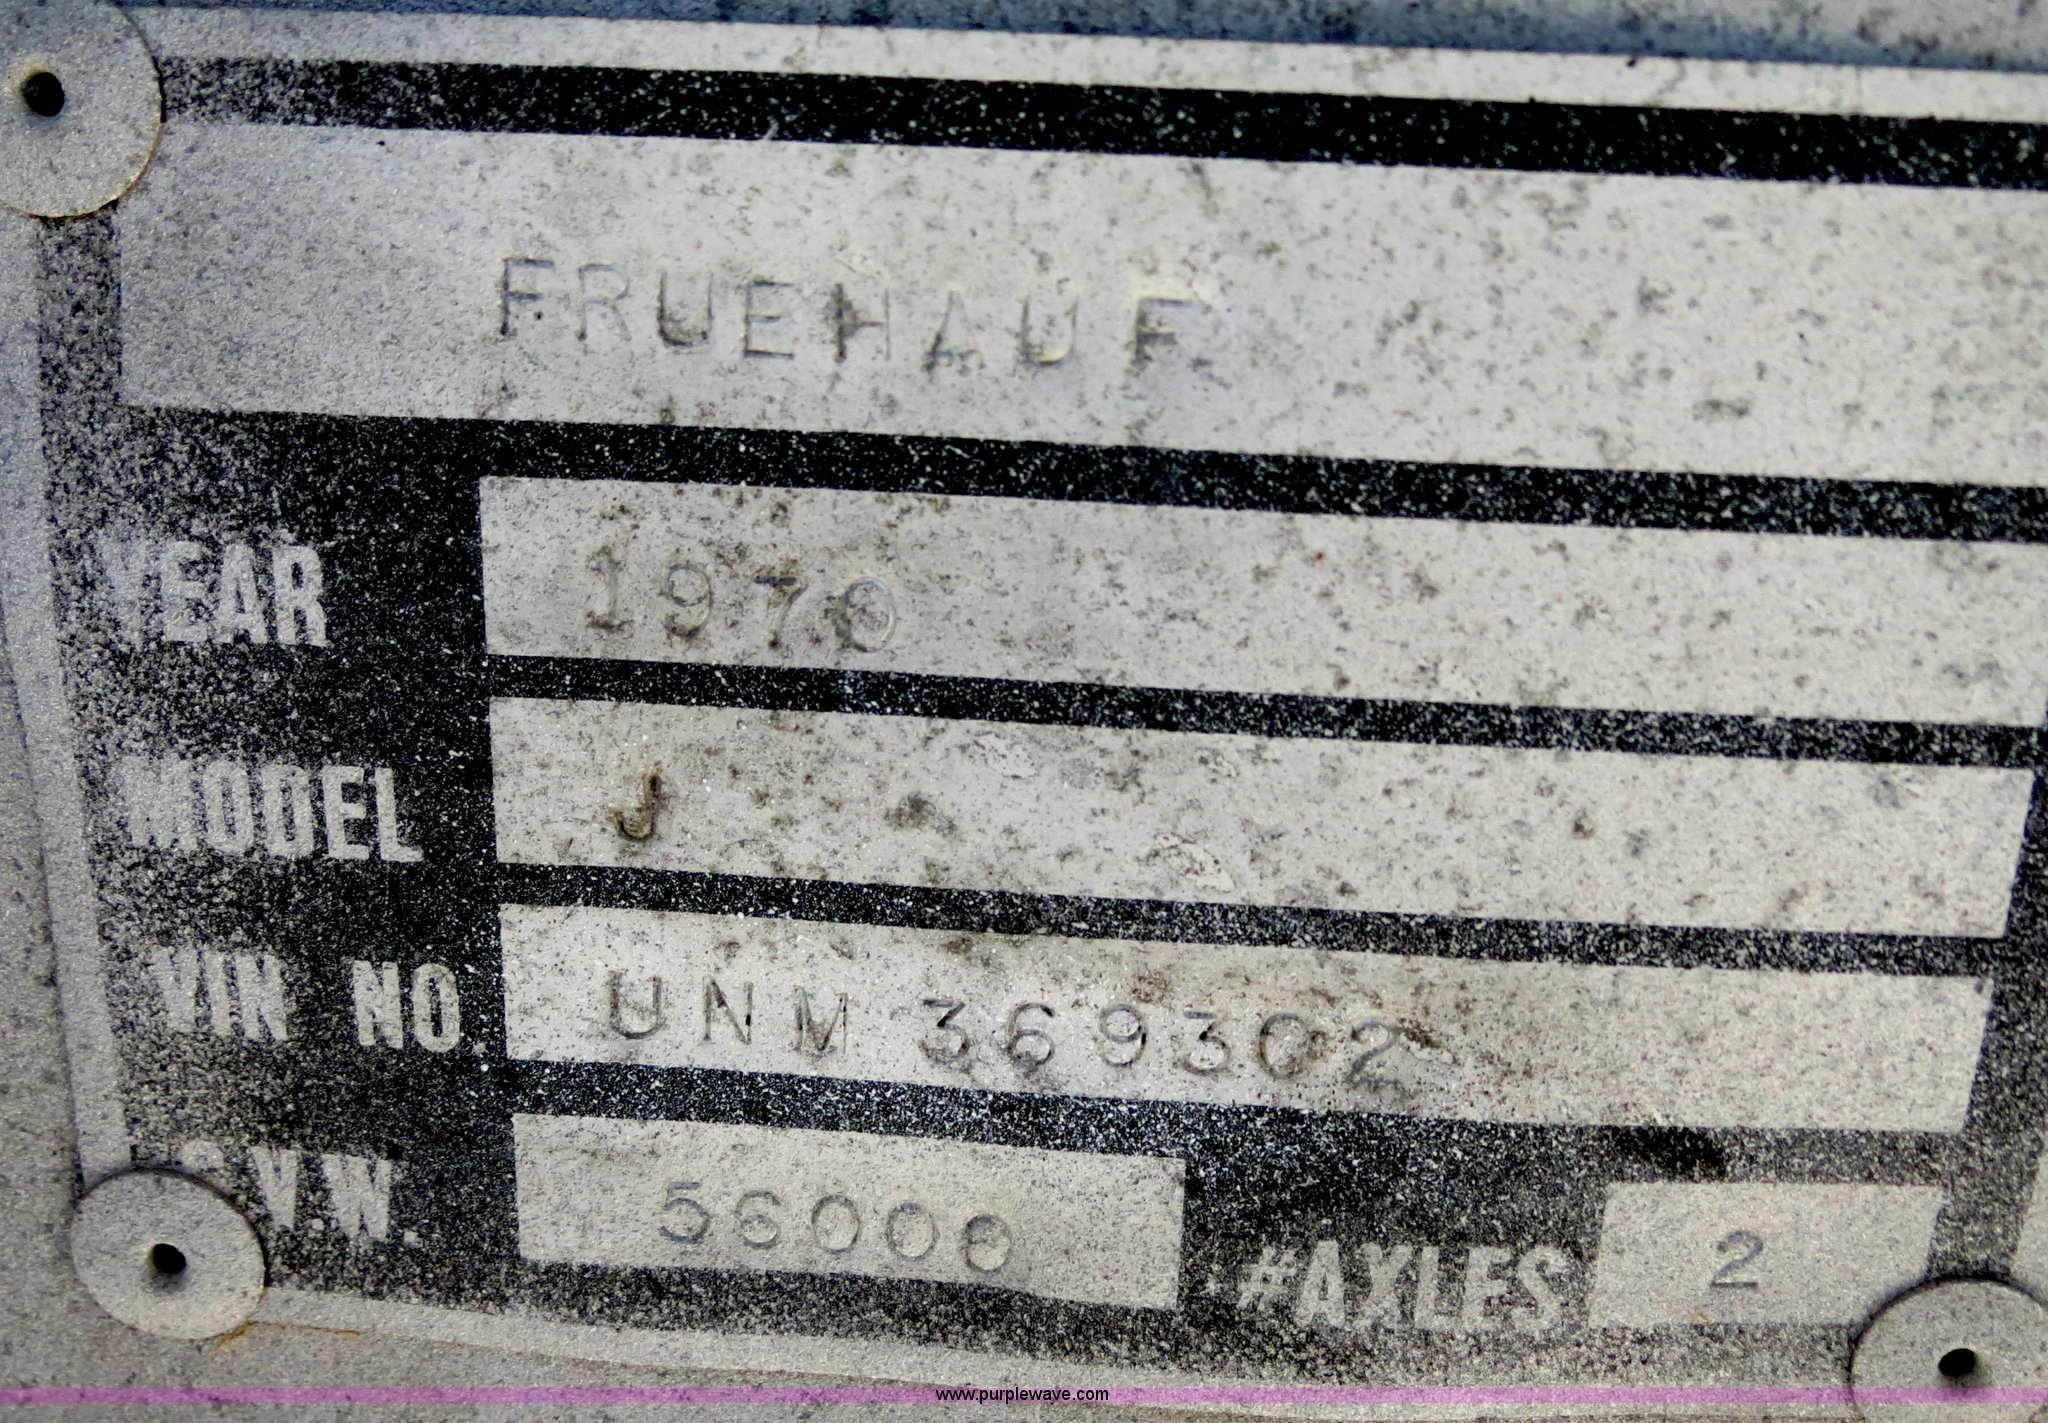 FRUEHAUF
YEAR 1970
MODEL J
VIN NO. UNM 369302
G.V.W. 56000 #AXLES 2
www.purplewave.com